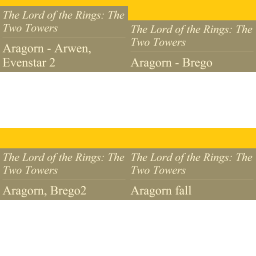 The Lord of the Rings: The
Two Towers
Aragorn - Arwen,
Evenstar 2
The Lord of the Rings: The
Two Towers
Aragorn - Brego
The Lord of the Rings: The
Two Towers
Aragorn, Brego2
The Lord of the Rings: The
Two Towers
Aragorn fall